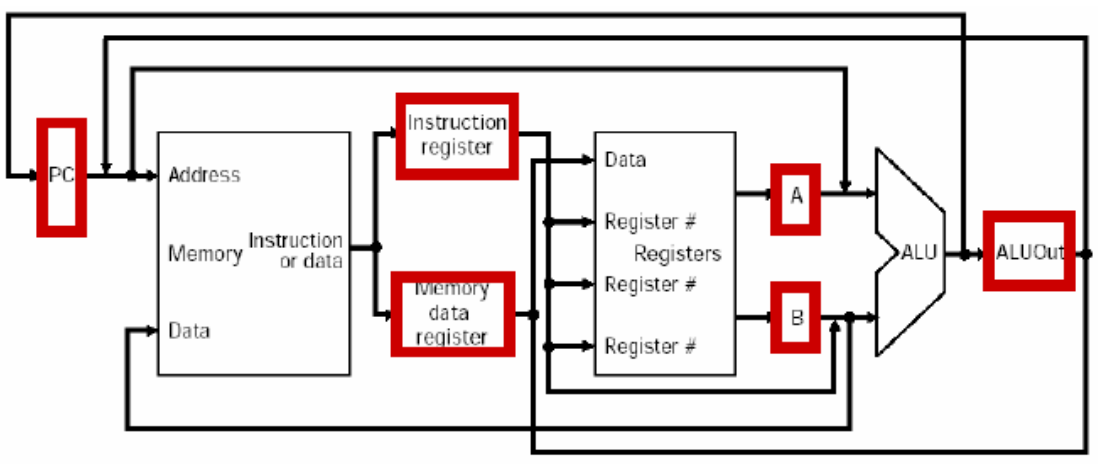 PC
Address
Memory
Instruction
or data
Data
Instruction
register
Memory
data
register
Data
Register #
Registers
Register #
Register #
A
B
ALU
ALUOut